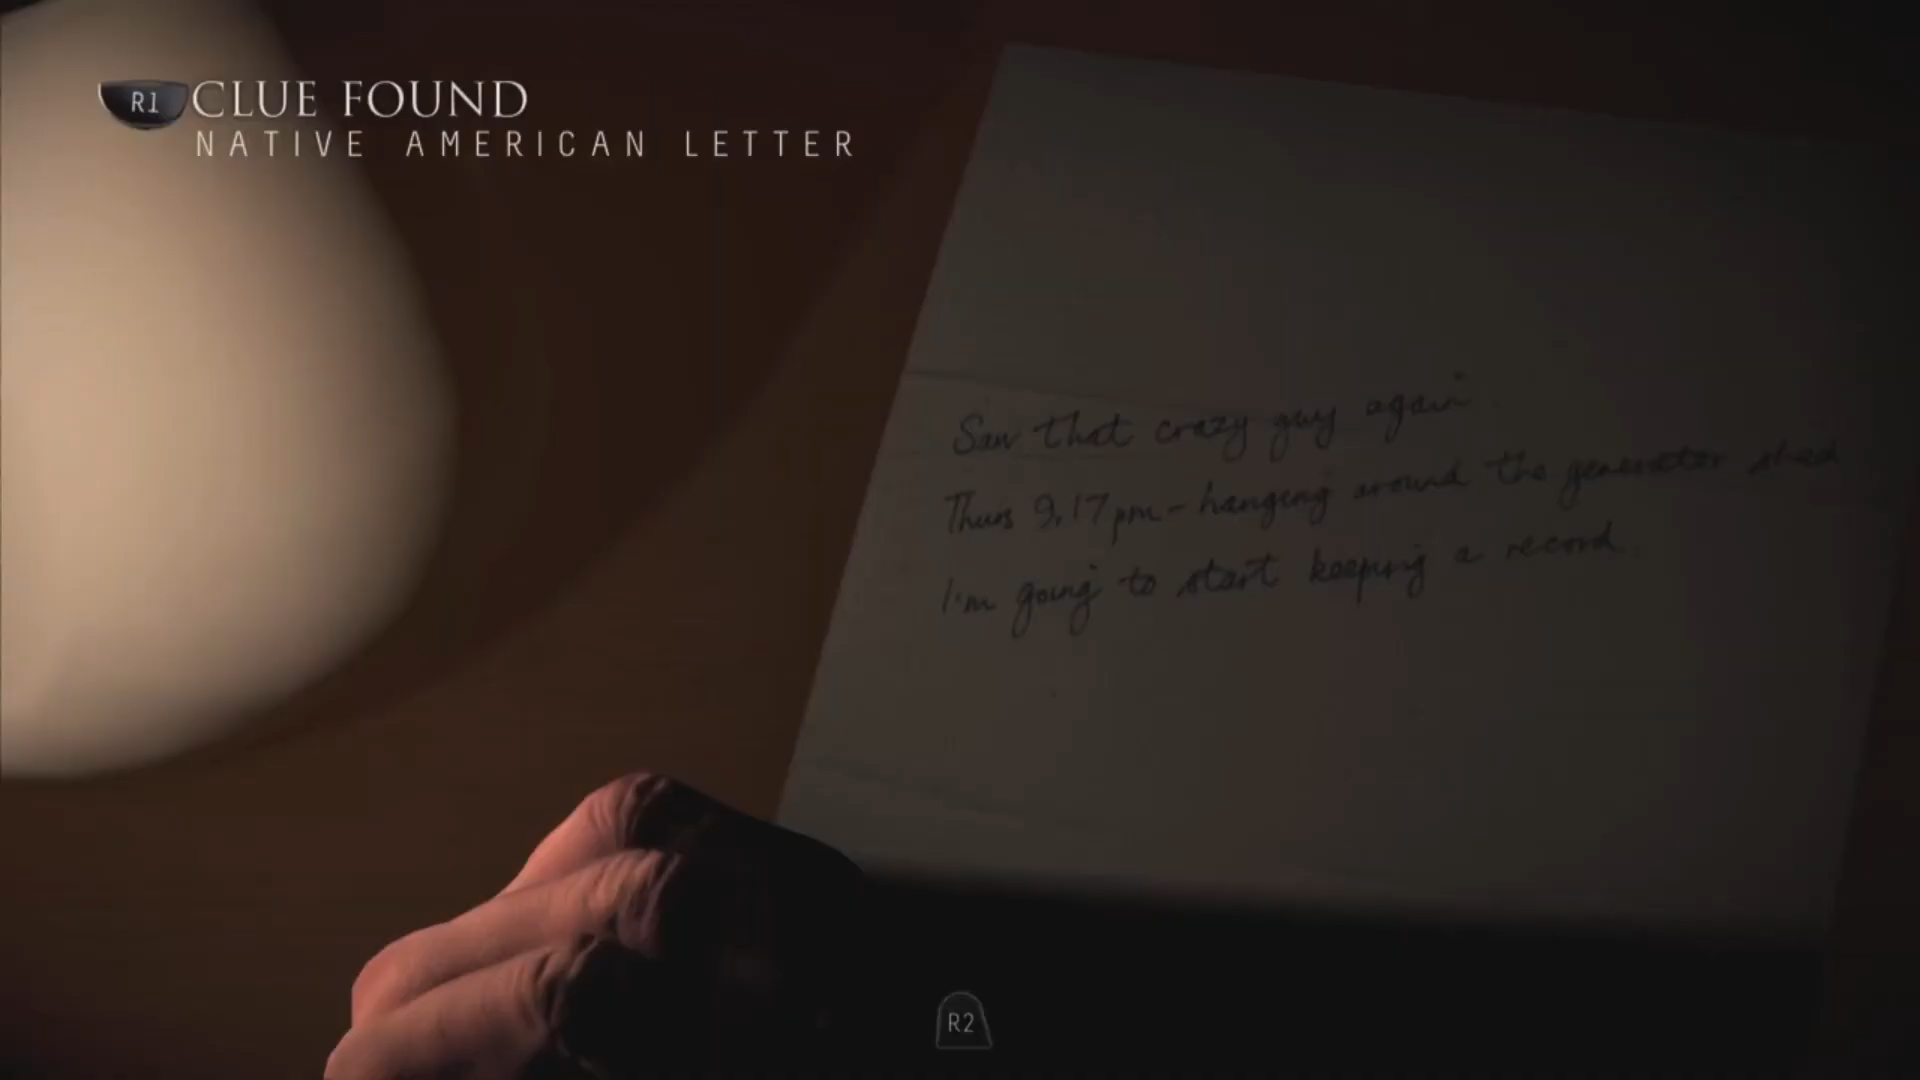 R1 CLUE FOUND
NATIVE AMERICAN LETTER
Saw that crazy guy again.
Thurs 9.17pm - hanging around the generator shed
I'm going to start keeping a record.
R2